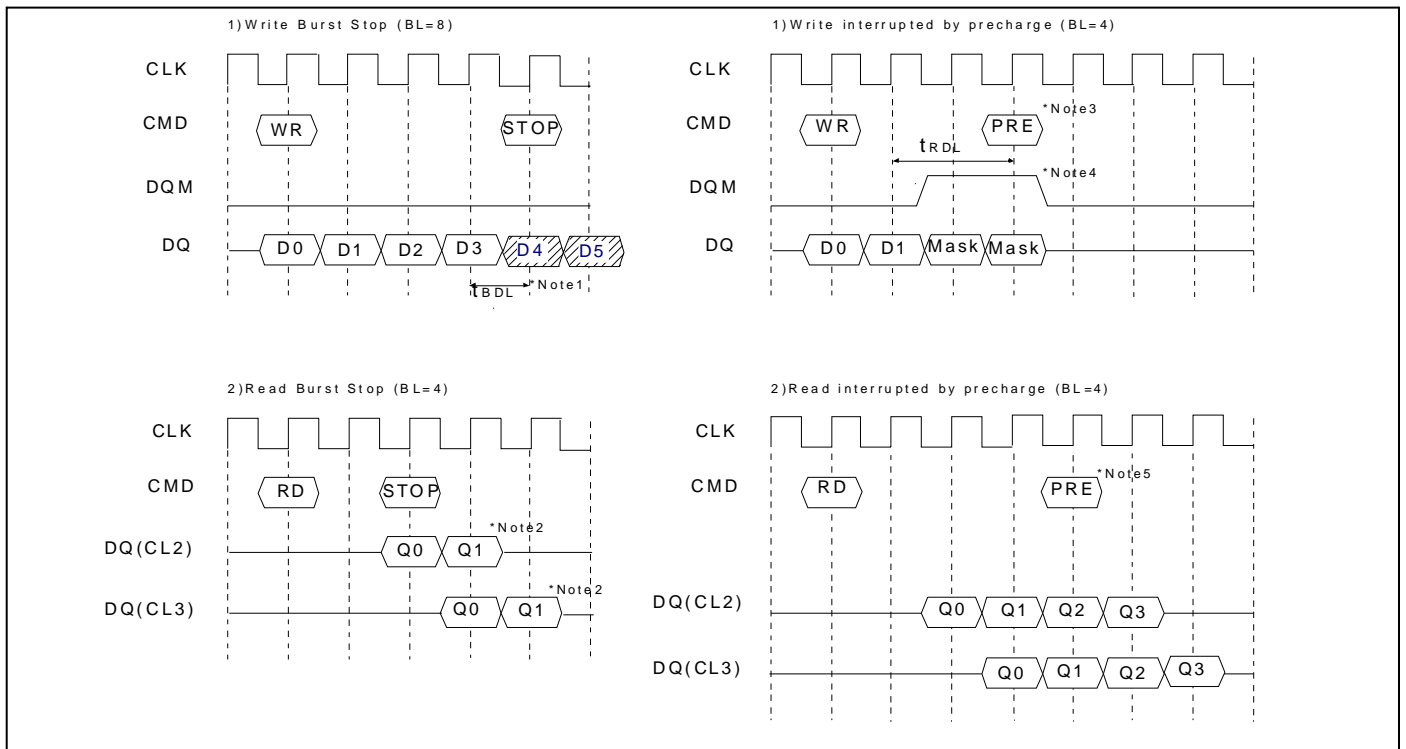 1)Write Burst Stop (BL=8)
CLK
CMD
WR
STOP
DQM
DQ
D0
D1
D2
D3
D4
D5
tBDL
*Note1
1)Write interrupted by precharge (BL=4)
CLK
CMD
WR
PRE
*Note3
tRDL
DQM
*Note4
DQ
D0
D1
Mask
Mask
2)Read Burst Stop (BL=4)
CLK
CMD
RD
STOP
*Note2
DQ(CL2)
Q0
Q1
*Note2
DQ(CL3)
Q0
Q1
2)Read interrupted by precharge (BL=4)
CLK
CMD
RD
PRE
*Note5
DQ(CL2)
Q0
Q1
Q2
Q3
DQ(CL3)
Q0
Q1
Q2
Q3